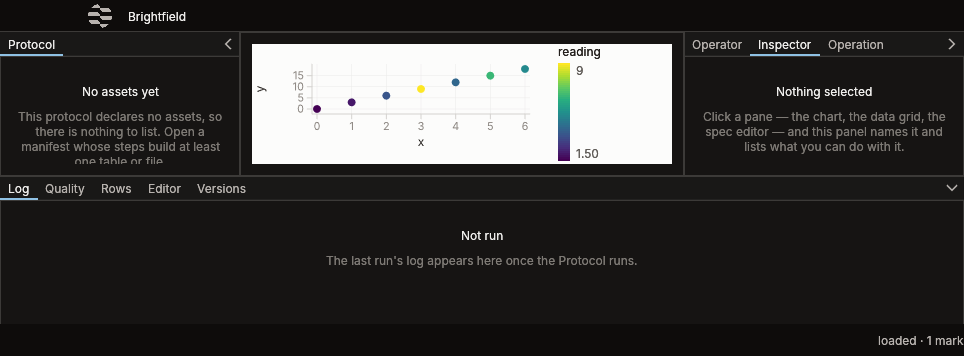 Brightfield
Protocol
No assets yet
This protocol declares no assets, so
there is nothing to list. Open a
manifest whose steps build at least
one table or file.
reading
9
1.50
y
15
10
5
0
0 1 2 3 4 5 6
x
Operator Inspector Operation
Nothing selected
Click a pane — the chart, the data grid, the
spec editor — and this panel names it and
lists what you can do with it.
Log Quality Rows Editor Versions
Not run
The last run's log appears here once the Protocol runs.
loaded · 1 mark